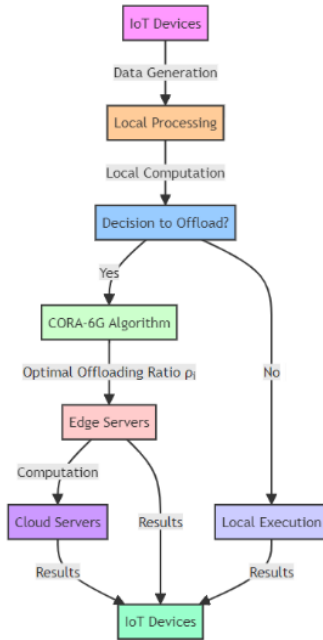 IoT Devices
Data Generation
Local Processing
Local Computation
Decision to Offload?
Yes
CORA-6G Algorithm
No
Optimal Offloading Ratio ρᵢ
Edge Servers
Computation
Cloud Servers
Results
Local Execution
Results
Results
IoT Devices